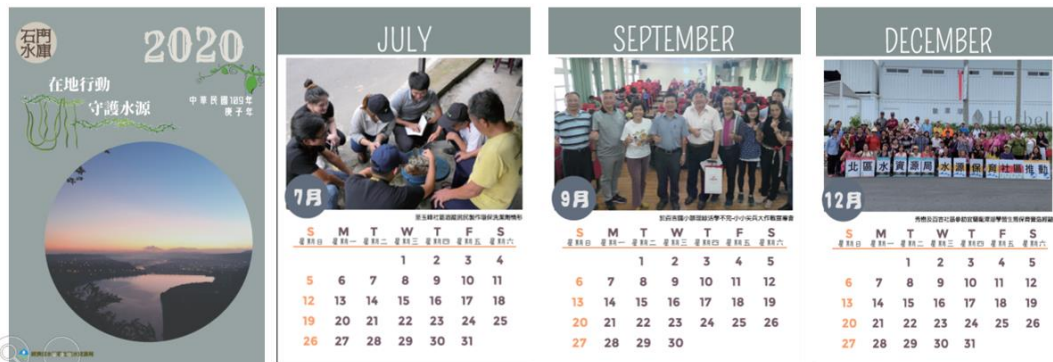 石門
水庫
2020
在地行動
守護水源
中華民國109年
庚子年
JULY
7月
S M T W T F S
星期日 星期一 星期二 星期三 星期四 星期五 星期六
1 2 3 4
5 6 7 8 9 10 11
12 13 14 15 16 17 18
19 20 21 22 23 24 25
26 27 28 29 30 31
SEPTEMBER
9月
S M T W T F S
星期日 星期一 星期二 星期三 星期四 星期五 星期六
1 2 3 4 5
6 7 8 9 10 11 12
13 14 15 16 17 18 19
20 21 22 23 24 25 26
27 28 29 30
DECEMBER
北區水資源局水源保育社區推動
12月
S M T W T F S
星期日 星期一 星期二 星期三 星期四 星期五 星期六
1 2 3 4 5
6 7 8 9 10 11 12
13 14 15 16 17 18 19
20 21 22 23 24 25 26
27 28 29 30 31